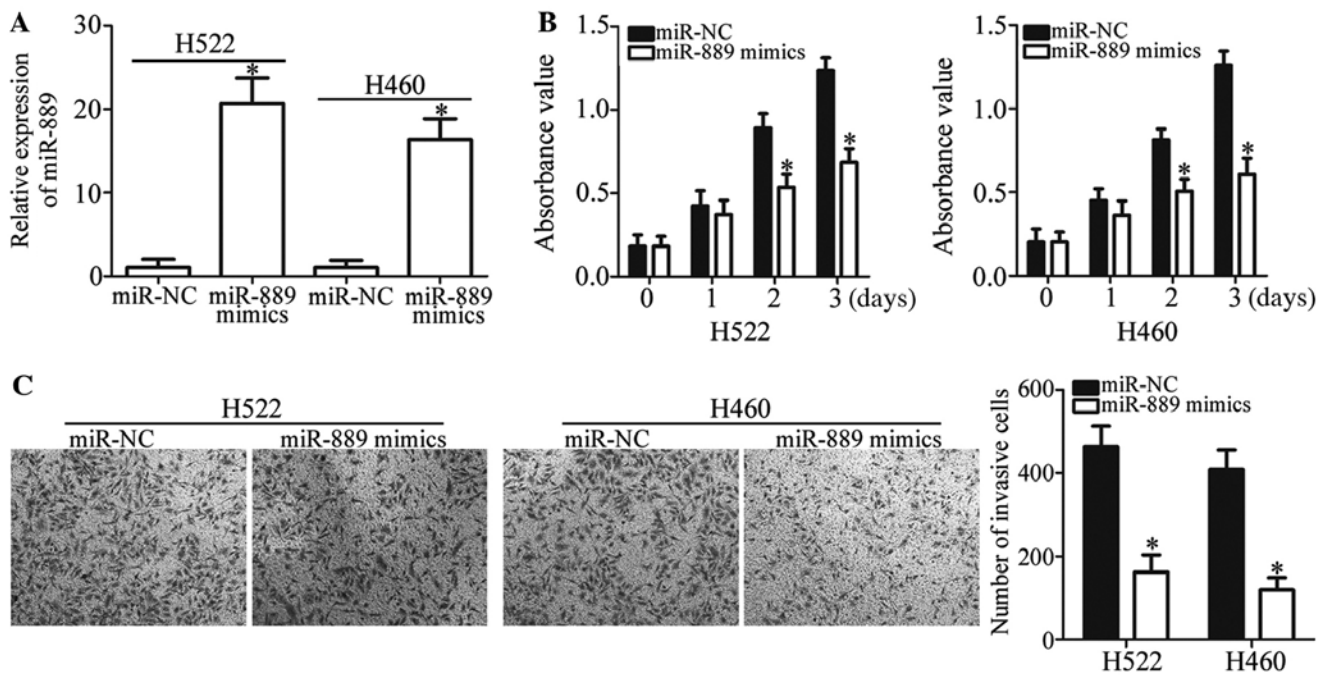 A
30
20
10
0
Relative expression
of miR-889
H522
H460
*
*
miR-NC
miR-889
mimics
miR-NC
miR-889
mimics
B
1.5
1.0
0.5
0.0
Absorbance value
miR-NC
miR-889 mimics
*
*
0 1 2 3 (days)
H522
1.5
1.0
0.5
0.0
Absorbance value
miR-NC
miR-889 mimics
*
*
0 1 2 3 (days)
H460
C
H522
miR-NC miR-889 mimics
H460
miR-NC miR-889 mimics
600
400
200
0
Number of invasive cells
miR-NC
miR-889 mimics
*
*
H522 H460